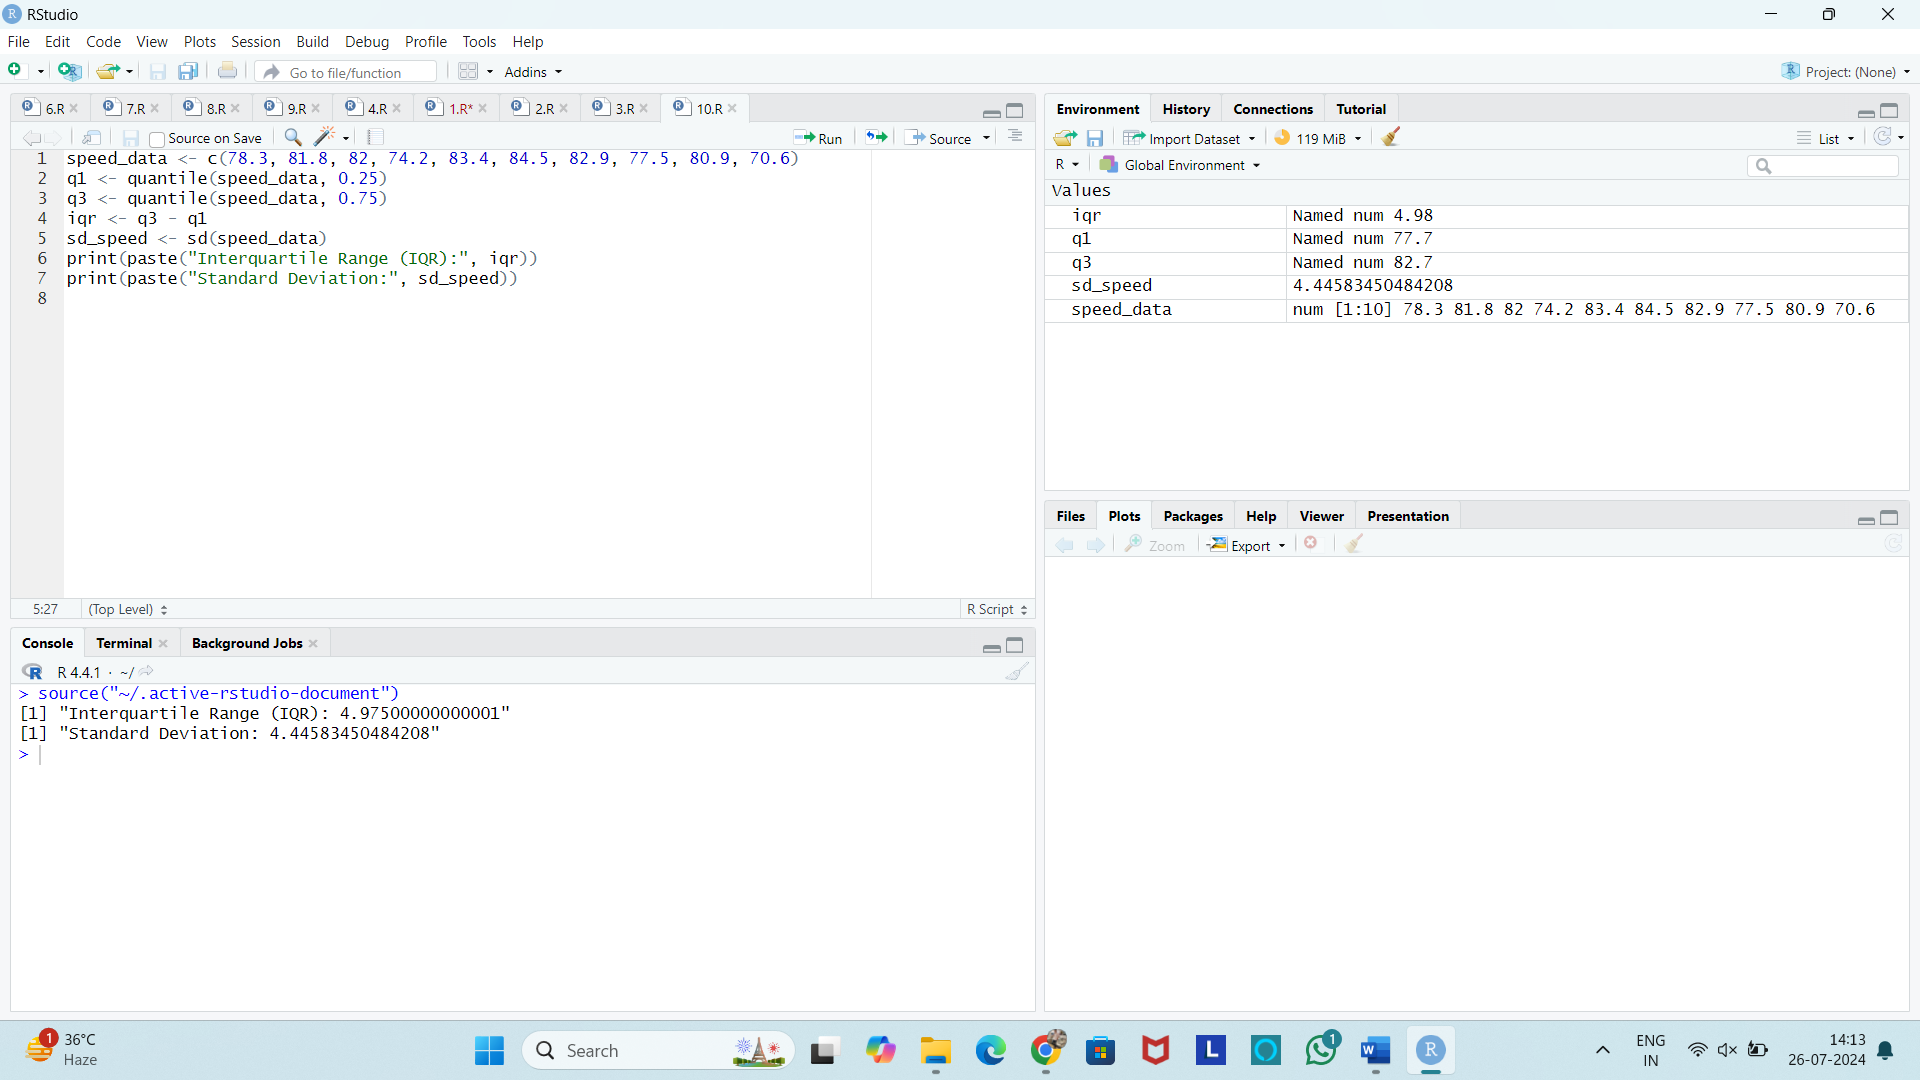 RStudio
File Edit Code View Plots Session Build Debug Profile Tools Help
Go to file/function Addins Project: (None)
6.R 7.R 8.R 9.R 4.R 1.R* 2.R 3.R 10.R
Source on Save Run Source
1 speed_data <- c(78.3, 81.8, 82, 74.2, 83.4, 84.5, 82.9, 77.5, 80.9, 70.6)
2 q1 <- quantile(speed_data, 0.25)
3 q3 <- quantile(speed_data, 0.75)
4 iqr <- q3 - q1
5 sd_speed <- sd(speed_data)
6 print(paste("Interquartile Range (IQR):", iqr))
7 print(paste("Standard Deviation:", sd_speed))
8
5:27 (Top Level) R Script
Console Terminal Background Jobs
R 4.4.1 · ~/
> source("~/.active-rstudio-document")
[1] "Interquartile Range (IQR): 4.97500000000001"
[1] "Standard Deviation: 4.44583450484208"
>
Environment History Connections Tutorial
Import Dataset 119 MiB List
R Global Environment
Values
iqr Named num 4.98
q1 Named num 77.7
q3 Named num 82.7
sd_speed 4.44583450484208
speed_data num [1:10] 78.3 81.8 82 74.2 83.4 84.5 82.9 77.5 80.9 70.6
Files Plots Packages Help Viewer Presentation
Zoom Export
1 36°C
Haze
Search
L
1
W
R
ENG
IN
14:13
26-07-2024